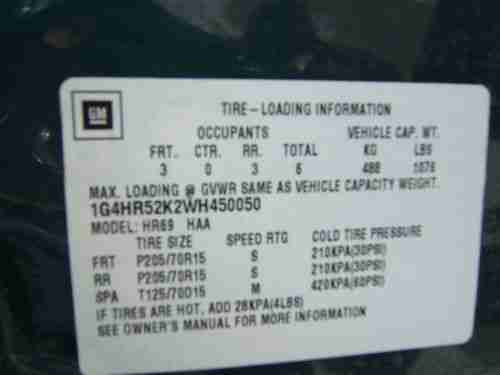 GM
TIRE-LOADING INFORMATION
OCCUPANTS VEHICLE CAP. WT.
FRT. CTR. RR. TOTAL KG LBS
3 0 3 6 488 1076
MAX. LOADING @ GVWR SAME AS VEHICLE CAPACITY WEIGHT.
1G4HR52K2WH450050
MODEL: HR69 HAA
TIRE SIZE SPEED RTG COLD TIRE PRESSURE
FRT P205/70R15 S 210KPA(30PSI)
RR P205/70R15 S 210KPA(30PSI)
SPA T125/70D15 M 420KPA(60PSI)
IF TIRES ARE HOT, ADD 28KPA(4LBS)
SEE OWNER'S MANUAL FOR MORE INFORMATION